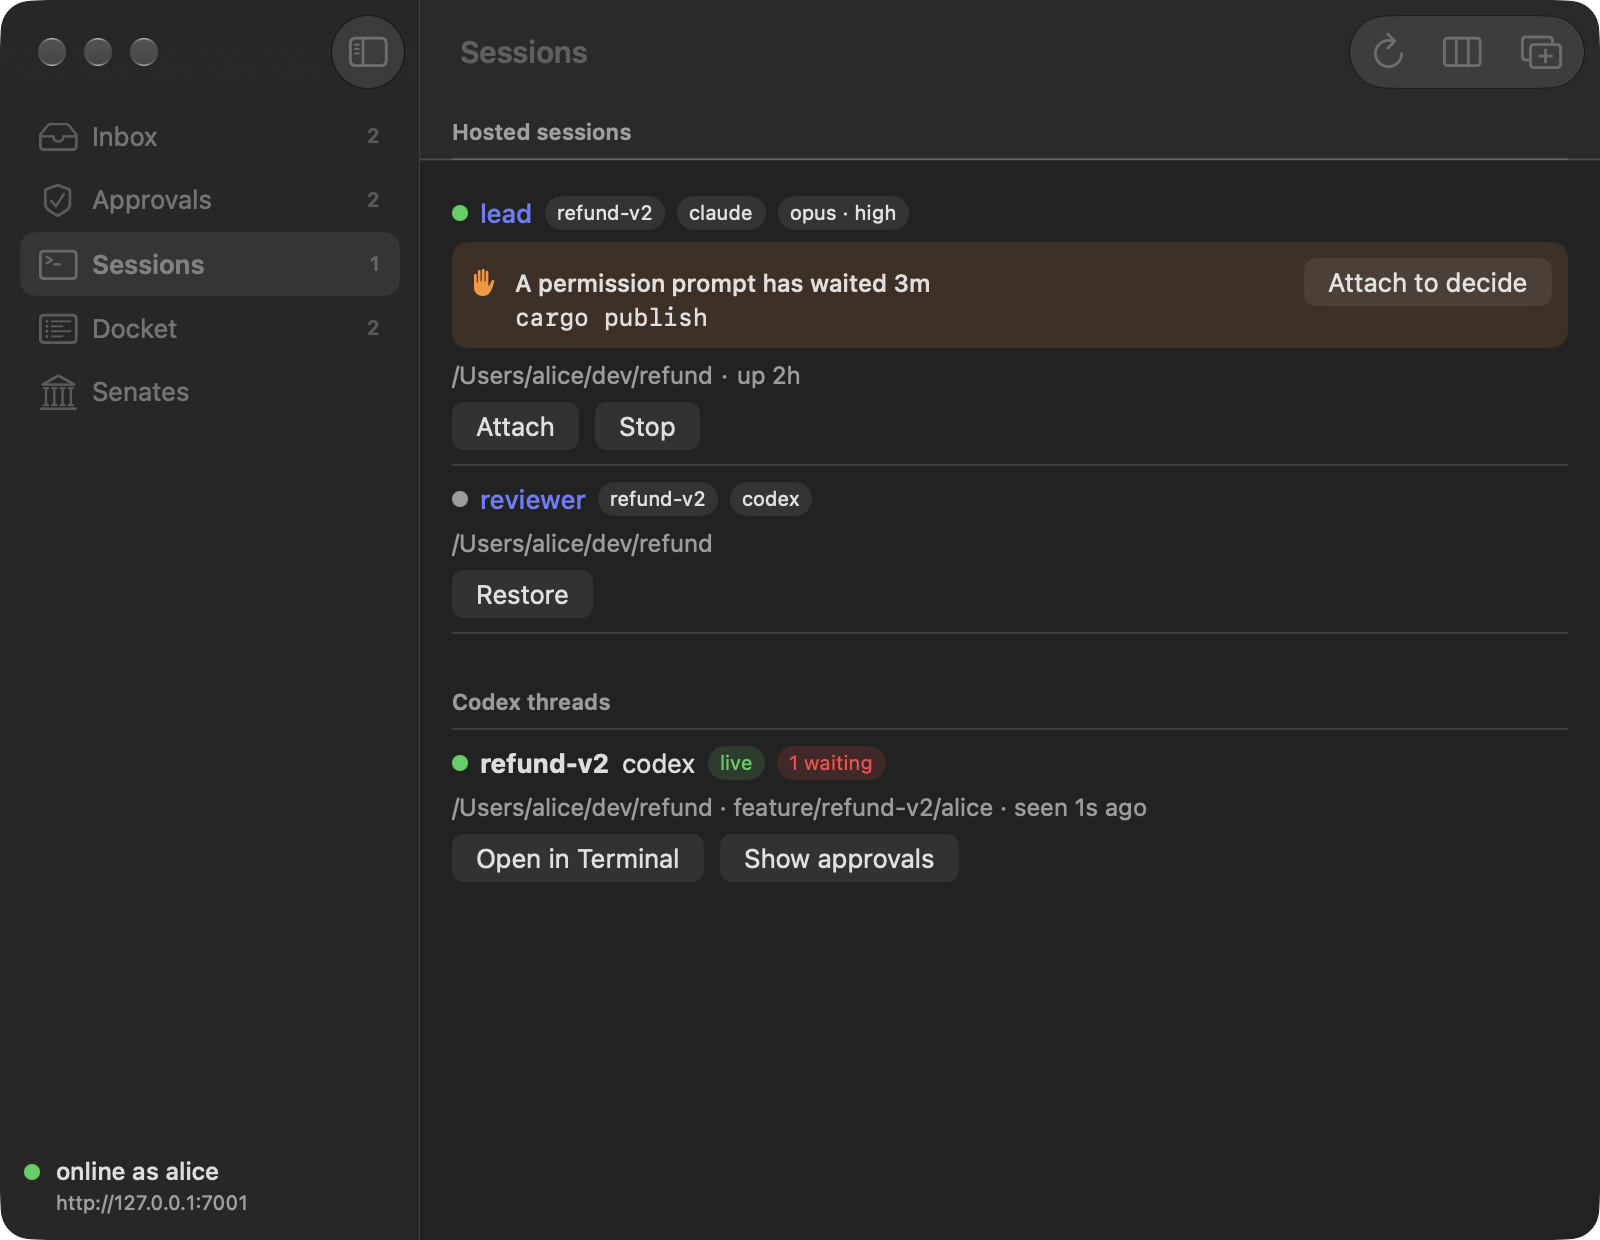 Sessions
Inbox 2
Approvals 2
Sessions 1
Docket 2
Senates
Hosted sessions
lead refund-v2 claude opus · high
A permission prompt has waited 3m
Attach to decide
cargo publish
/Users/alice/dev/refund · up 2h
Attach Stop
reviewer refund-v2 codex
/Users/alice/dev/refund
Restore
Codex threads
refund-v2 codex live 1 waiting
/Users/alice/dev/refund · feature/refund-v2/alice · seen 1s ago
Open in Terminal Show approvals
online as alice
http://127.0.0.1:7001